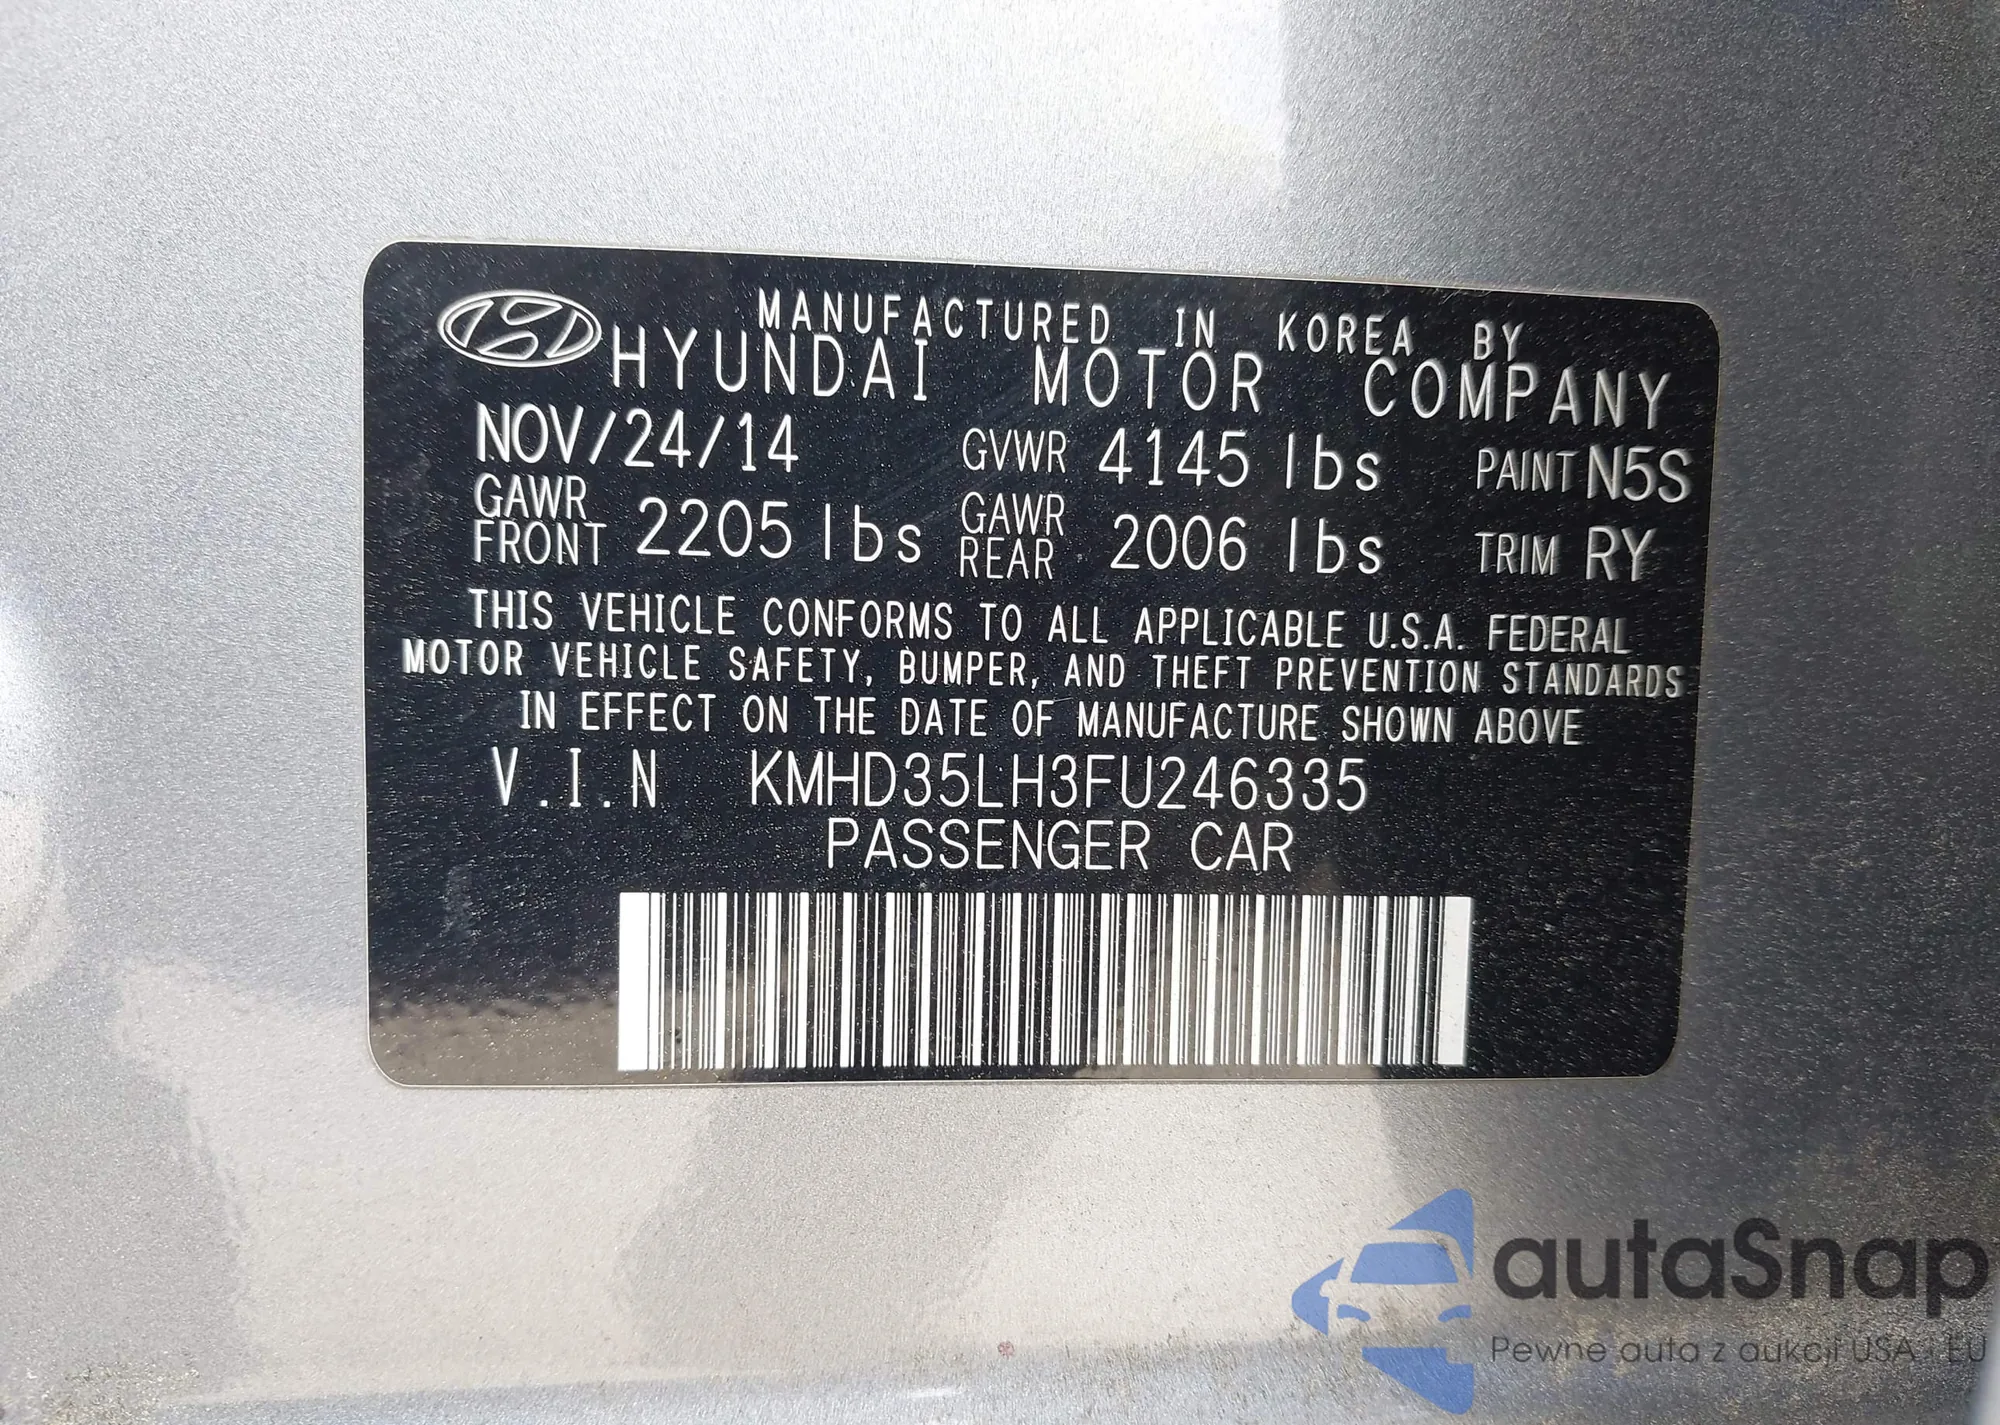 MANUFACTURED IN KOREA BY
HYUNDAI MOTOR COMPANY
NOV/24/14 GVWR 4145 lbs PAINT N5S
GAWR FRONT 2205 lbs GAWR REAR 2006 lbs TRIM RY
THIS VEHICLE CONFORMS TO ALL APPLICABLE U.S.A. FEDERAL
MOTOR VEHICLE SAFETY, BUMPER, AND THEFT PREVENTION STANDARDS
IN EFFECT ON THE DATE OF MANUFACTURE SHOWN ABOVE
V.I.N KMHD35LH3FU246335
PASSENGER CAR
autaSnap
Pewne auta z aukcji USA i EU